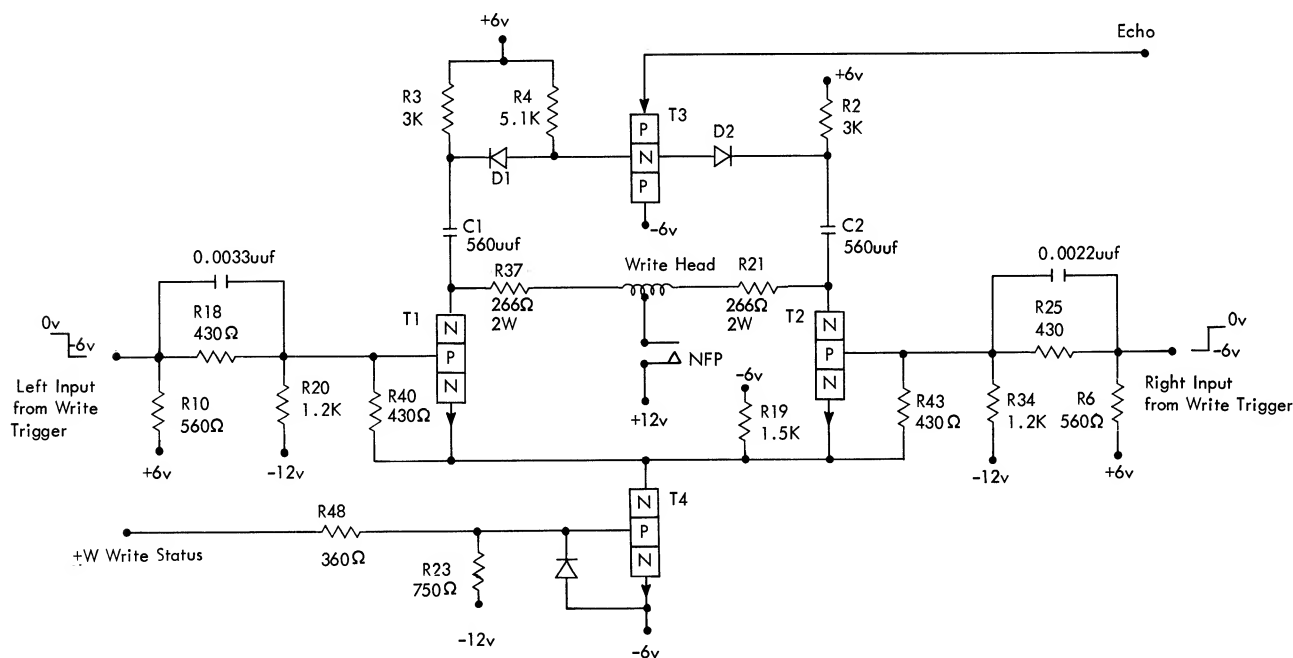 Echo
+6v
+6v
R3
3K
R4
5.1K
T3
P
N
P
D2
R2
3K
D1
-6v
C1
560uuf
C2
560uuf
0.0033uuf
0.0022uuf
R37
266Ω
2W
Write Head
R21
266Ω
2W
R18
430Ω
T1
N
P
N
T2
N
P
N
R25
430
0v
-6v
Left Input
from Write
Trigger
Δ NFP
0v
-6v
Right Input
from Write Trigger
R10
560Ω
R20
1.2K
R40
430Ω
-6v
R19
1.5K
R43
430Ω
R34
1.2K
R6
560Ω
+6v
-12v
+12v
-12v
+6v
R48
360Ω
T4
N
P
N
+W Write Status
R23
750Ω
-12v
-6v